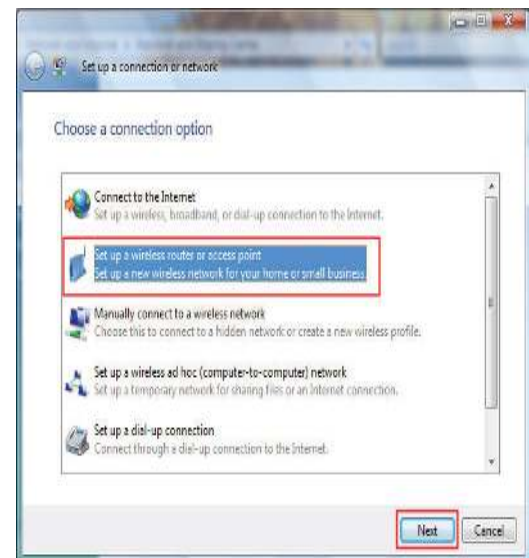 Set up a connection or network
Choose a connection option
Connect to the Internet
Set up a wireless, broadband, or dial-up connection to the Internet.
Set up a wireless router or access point
Set up a new wireless network for your home or small business.
Manually connect to a wireless network
Choose this to connect to a hidden network or create a new wireless profile.
Set up a wireless ad hoc (computer-to-computer) network
Set up a temporary network for sharing files or an Internet connection.
Set up a dial-up connection
Connect through a dial-up connection to the Internet.
Next
Cancel